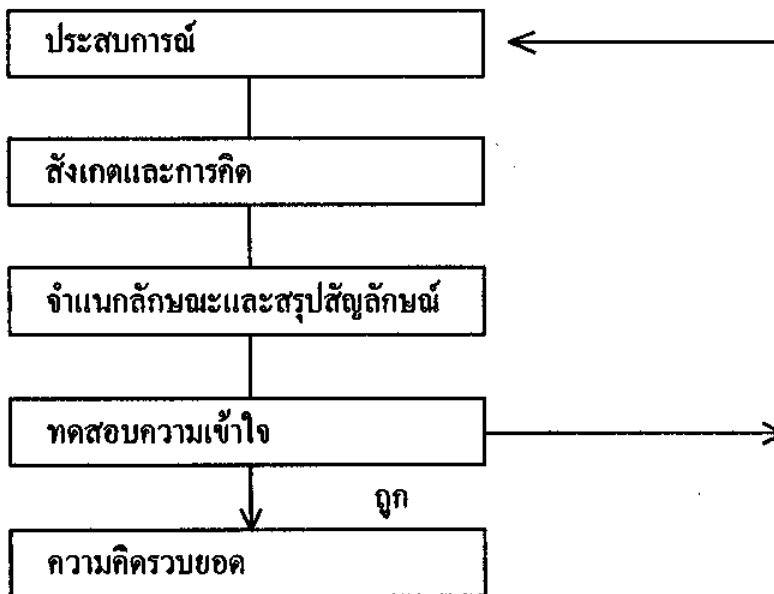 ประสบการณ์
สังเกตและการคิด
จำแนกลักษณะและสรุปสัญลักษณ์
ทดสอบความเข้าใจ
ถูก
ความคิดรวบยอด